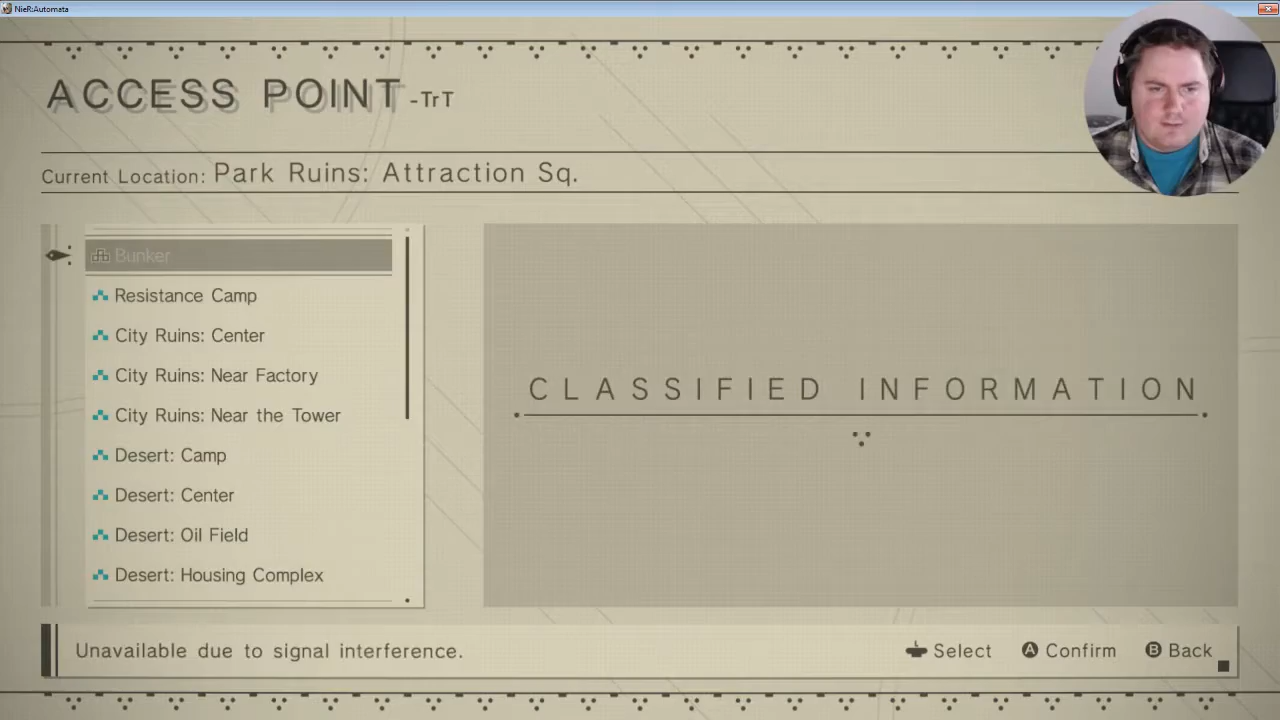 NieR:Automata
ACCESS POINT -TrT
Current Location: Park Ruins: Attraction Sq.
Bunker
Resistance Camp
City Ruins: Center
City Ruins: Near Factory
City Ruins: Near the Tower
Desert: Camp
Desert: Center
Desert: Oil Field
Desert: Housing Complex
CLASSIFIED INFORMATION
Unavailable due to signal interference.
Select A Confirm B Back